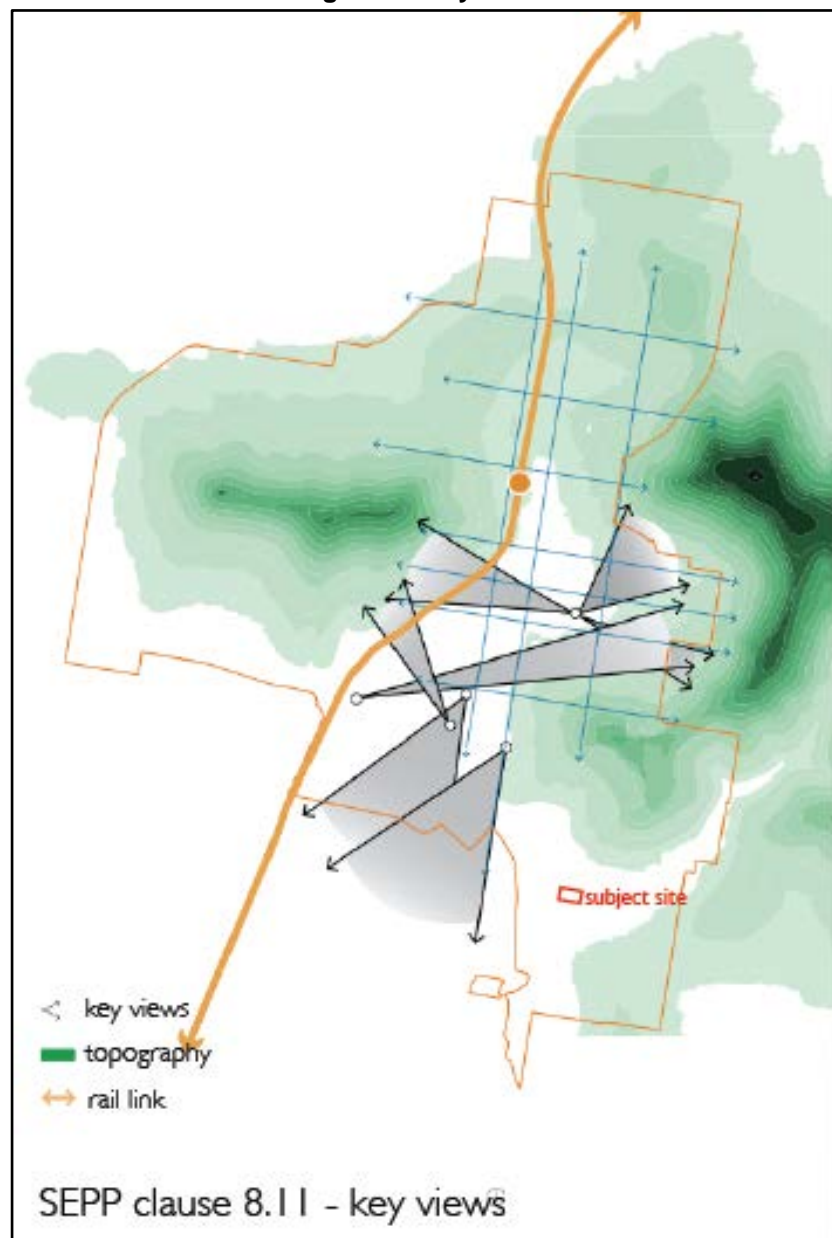 subject site
key views
topography
rail link
SEPP clause 8.11 - key views